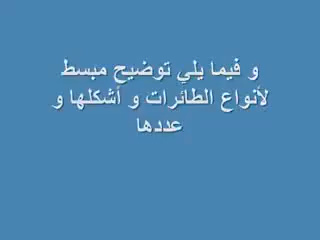 و فيما يلي توضيح مبسط
لأنواع الطائرات و أشكلها و
عددها